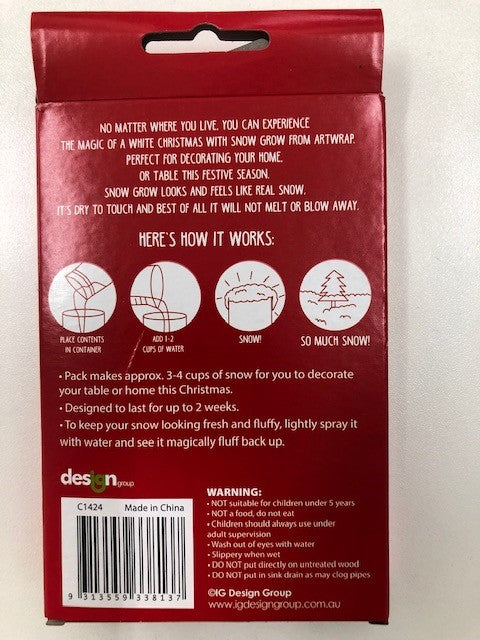 NO MATTER WHERE YOU LIVE. YOU CAN EXPERIENCE
THE MAGIC OF A WHITE CHRISTMAS WITH SNOW GROW FROM ARTWRAP.
PERFECT FOR DECORATING YOUR HOME.
OR TABLE THIS FESTIVE SEASON.
SNOW GROW LOOKS AND FEELS LIKE REAL SNOW.
IT'S DRY TO TOUCH AND BEST OF ALL IT WILL NOT MELT OR BLOW AWAY.
HERE'S HOW IT WORKS:
PLACE CONTENTS
IN CONTAINER
ADD 1-2
CUPS OF WATER
SNOW!
SO MUCH SNOW!
• Pack makes approx. 3-4 cups of snow for you to decorate
your table or home this Christmas.
• Designed to last for up to 2 weeks.
• To keep your snow looking fresh and fluffy, lightly spray it
with water and see it magically fluff back up.
design group
C1424 Made in China
9 313559 338137
WARNING:
• NOT suitable for children under 5 years
• NOT a food, do not eat
• Children should always use under
adult supervision
• Wash out of eyes with water
• Slippery when wet
• DO NOT put directly on untreated wood
• DO NOT put in sink drain as may clog pipes
©IG Design Group
www.igdesigngroup.com.au